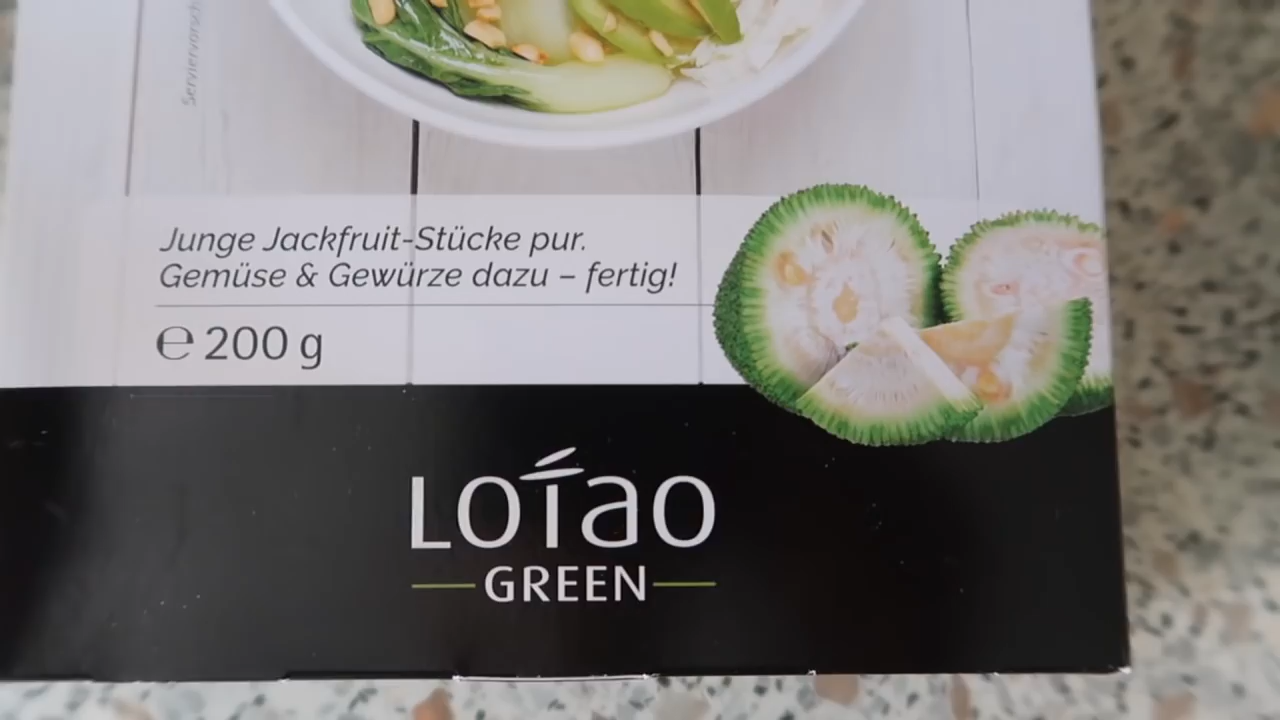 Junge Jackfruit-Stücke pur.
Gemüse & Gewürze dazu – fertig!
℮ 200 g
LOTAO
GREEN